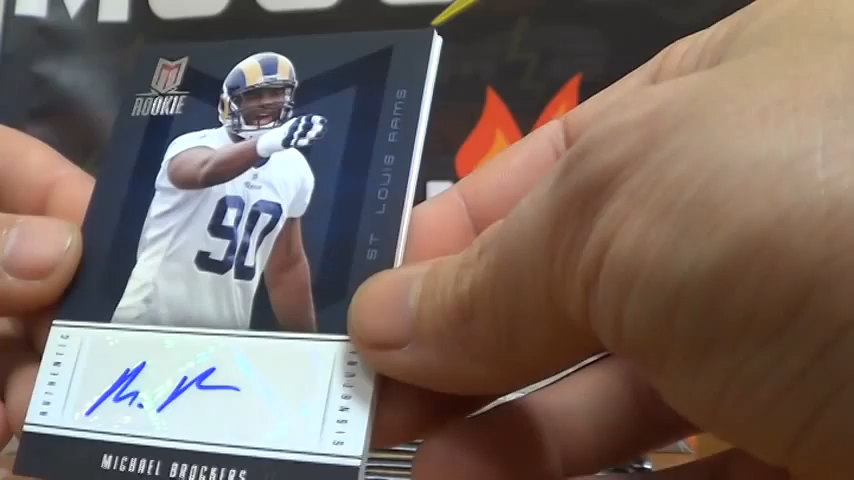 M
ROOKIE
ST LOUIS RAMS
90
AUTHENTIC
SIGNATURE
MICHAEL BROCKERS